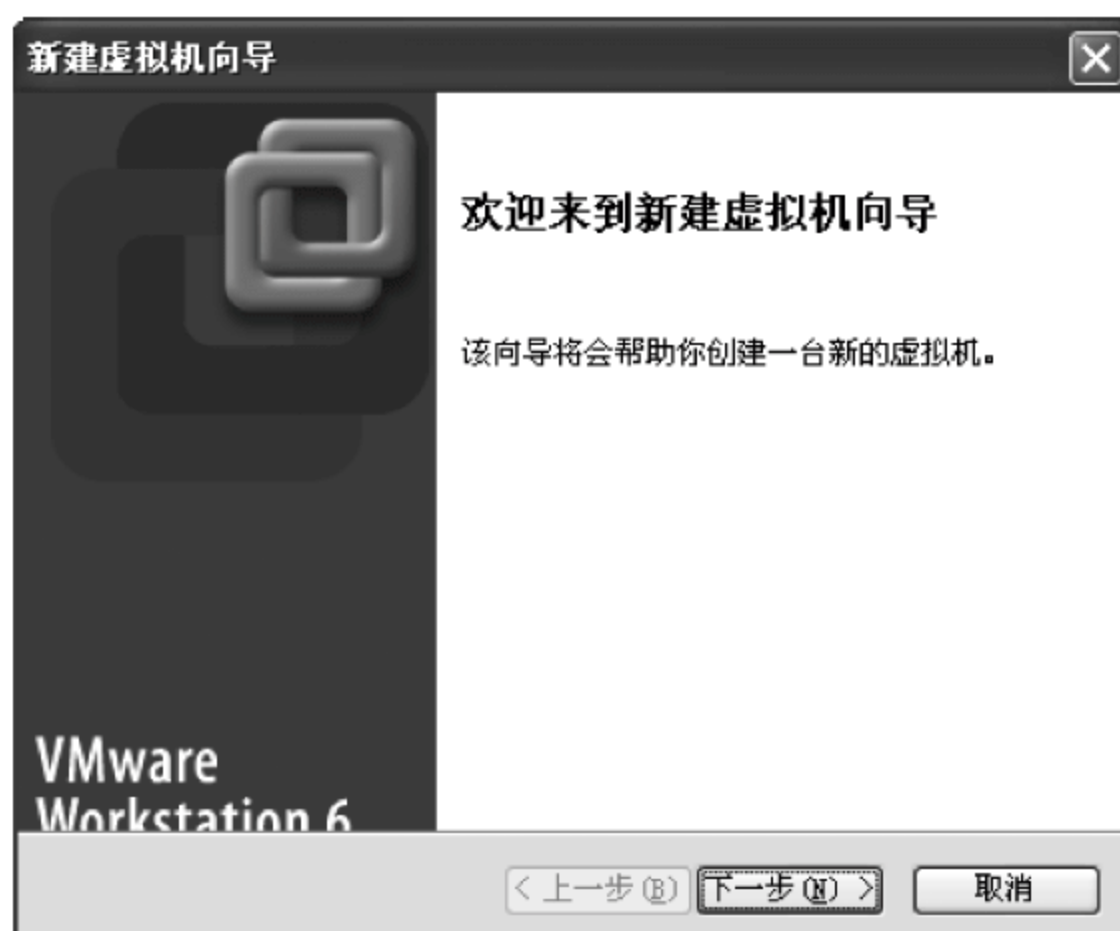 新建虚拟机向导
欢迎来到新建虚拟机向导
该向导将会帮助你创建一台新的虚拟机。
VMware
Workstation 6
< 上一步(B) 下一步(N) > 取消